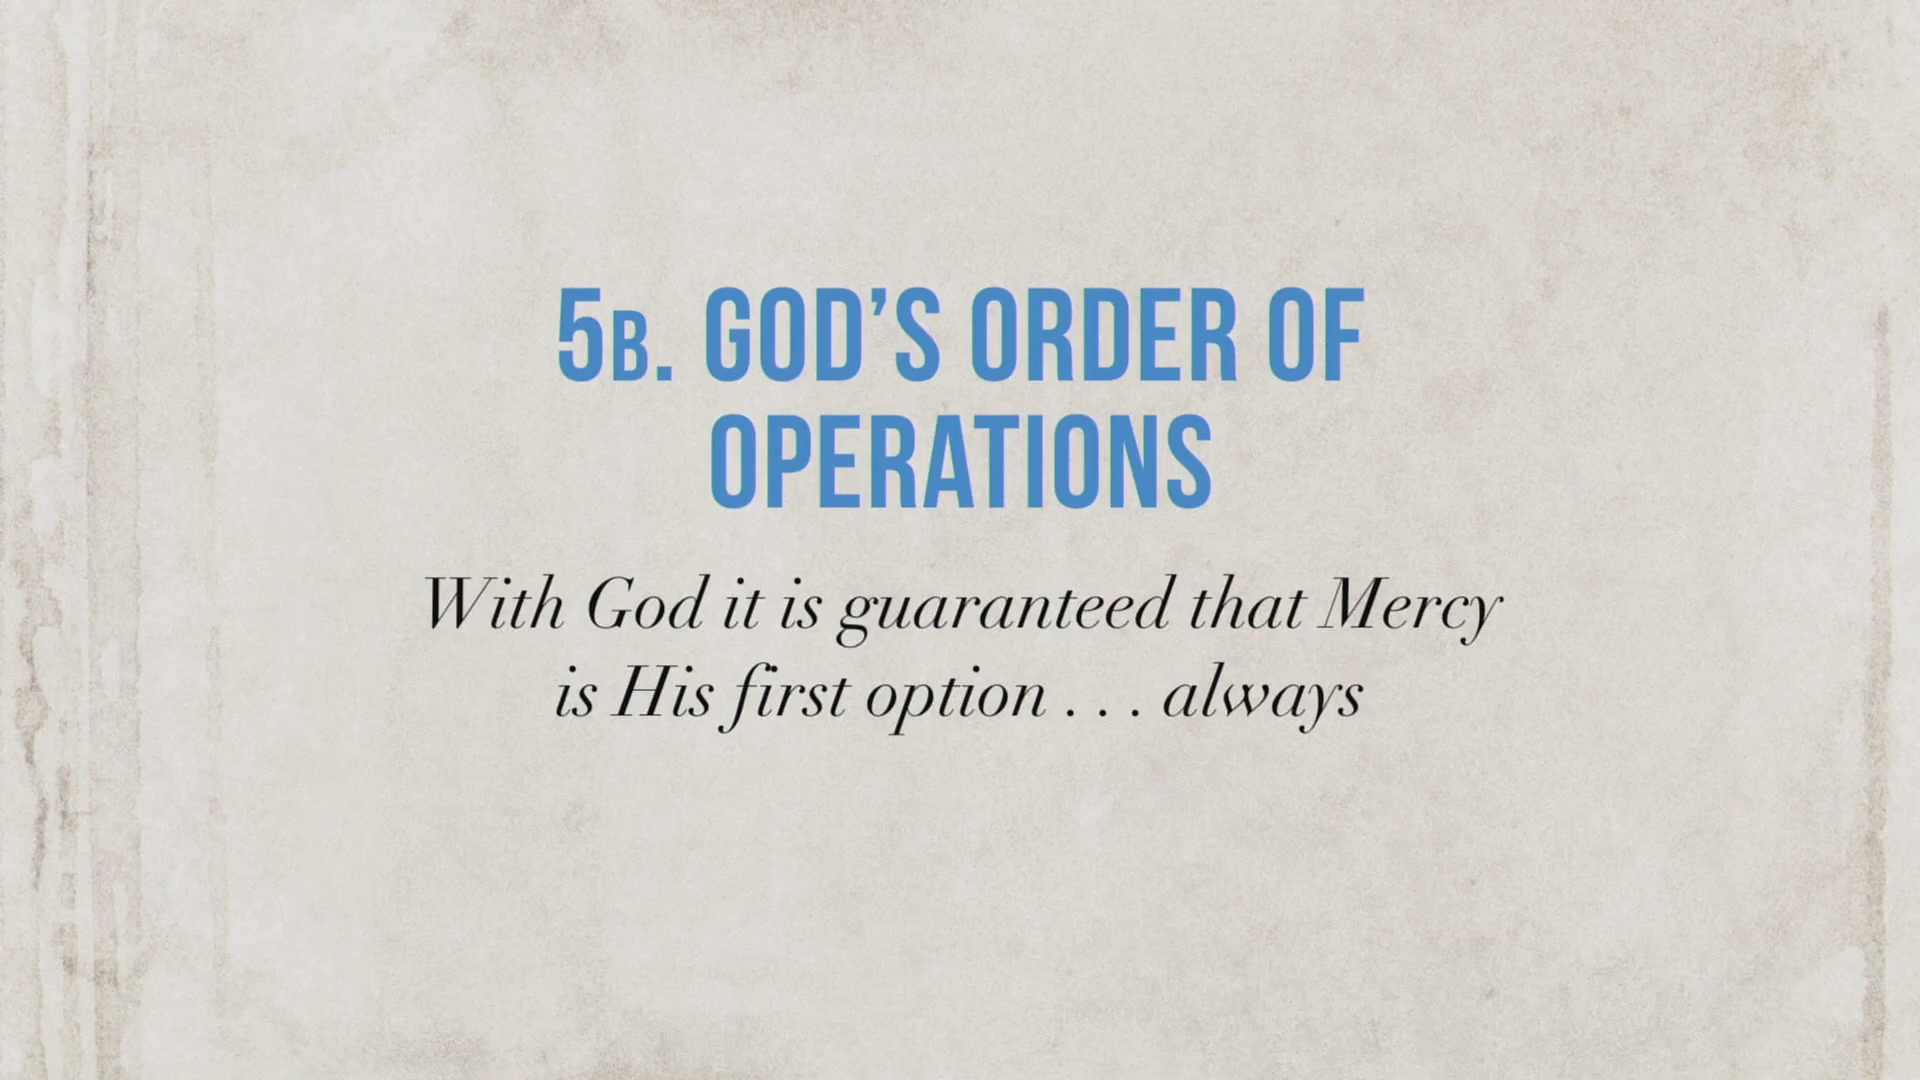 5B. GOD’S ORDER OF
OPERATIONS
With God it is guaranteed that Mercy
is His first option . . . always